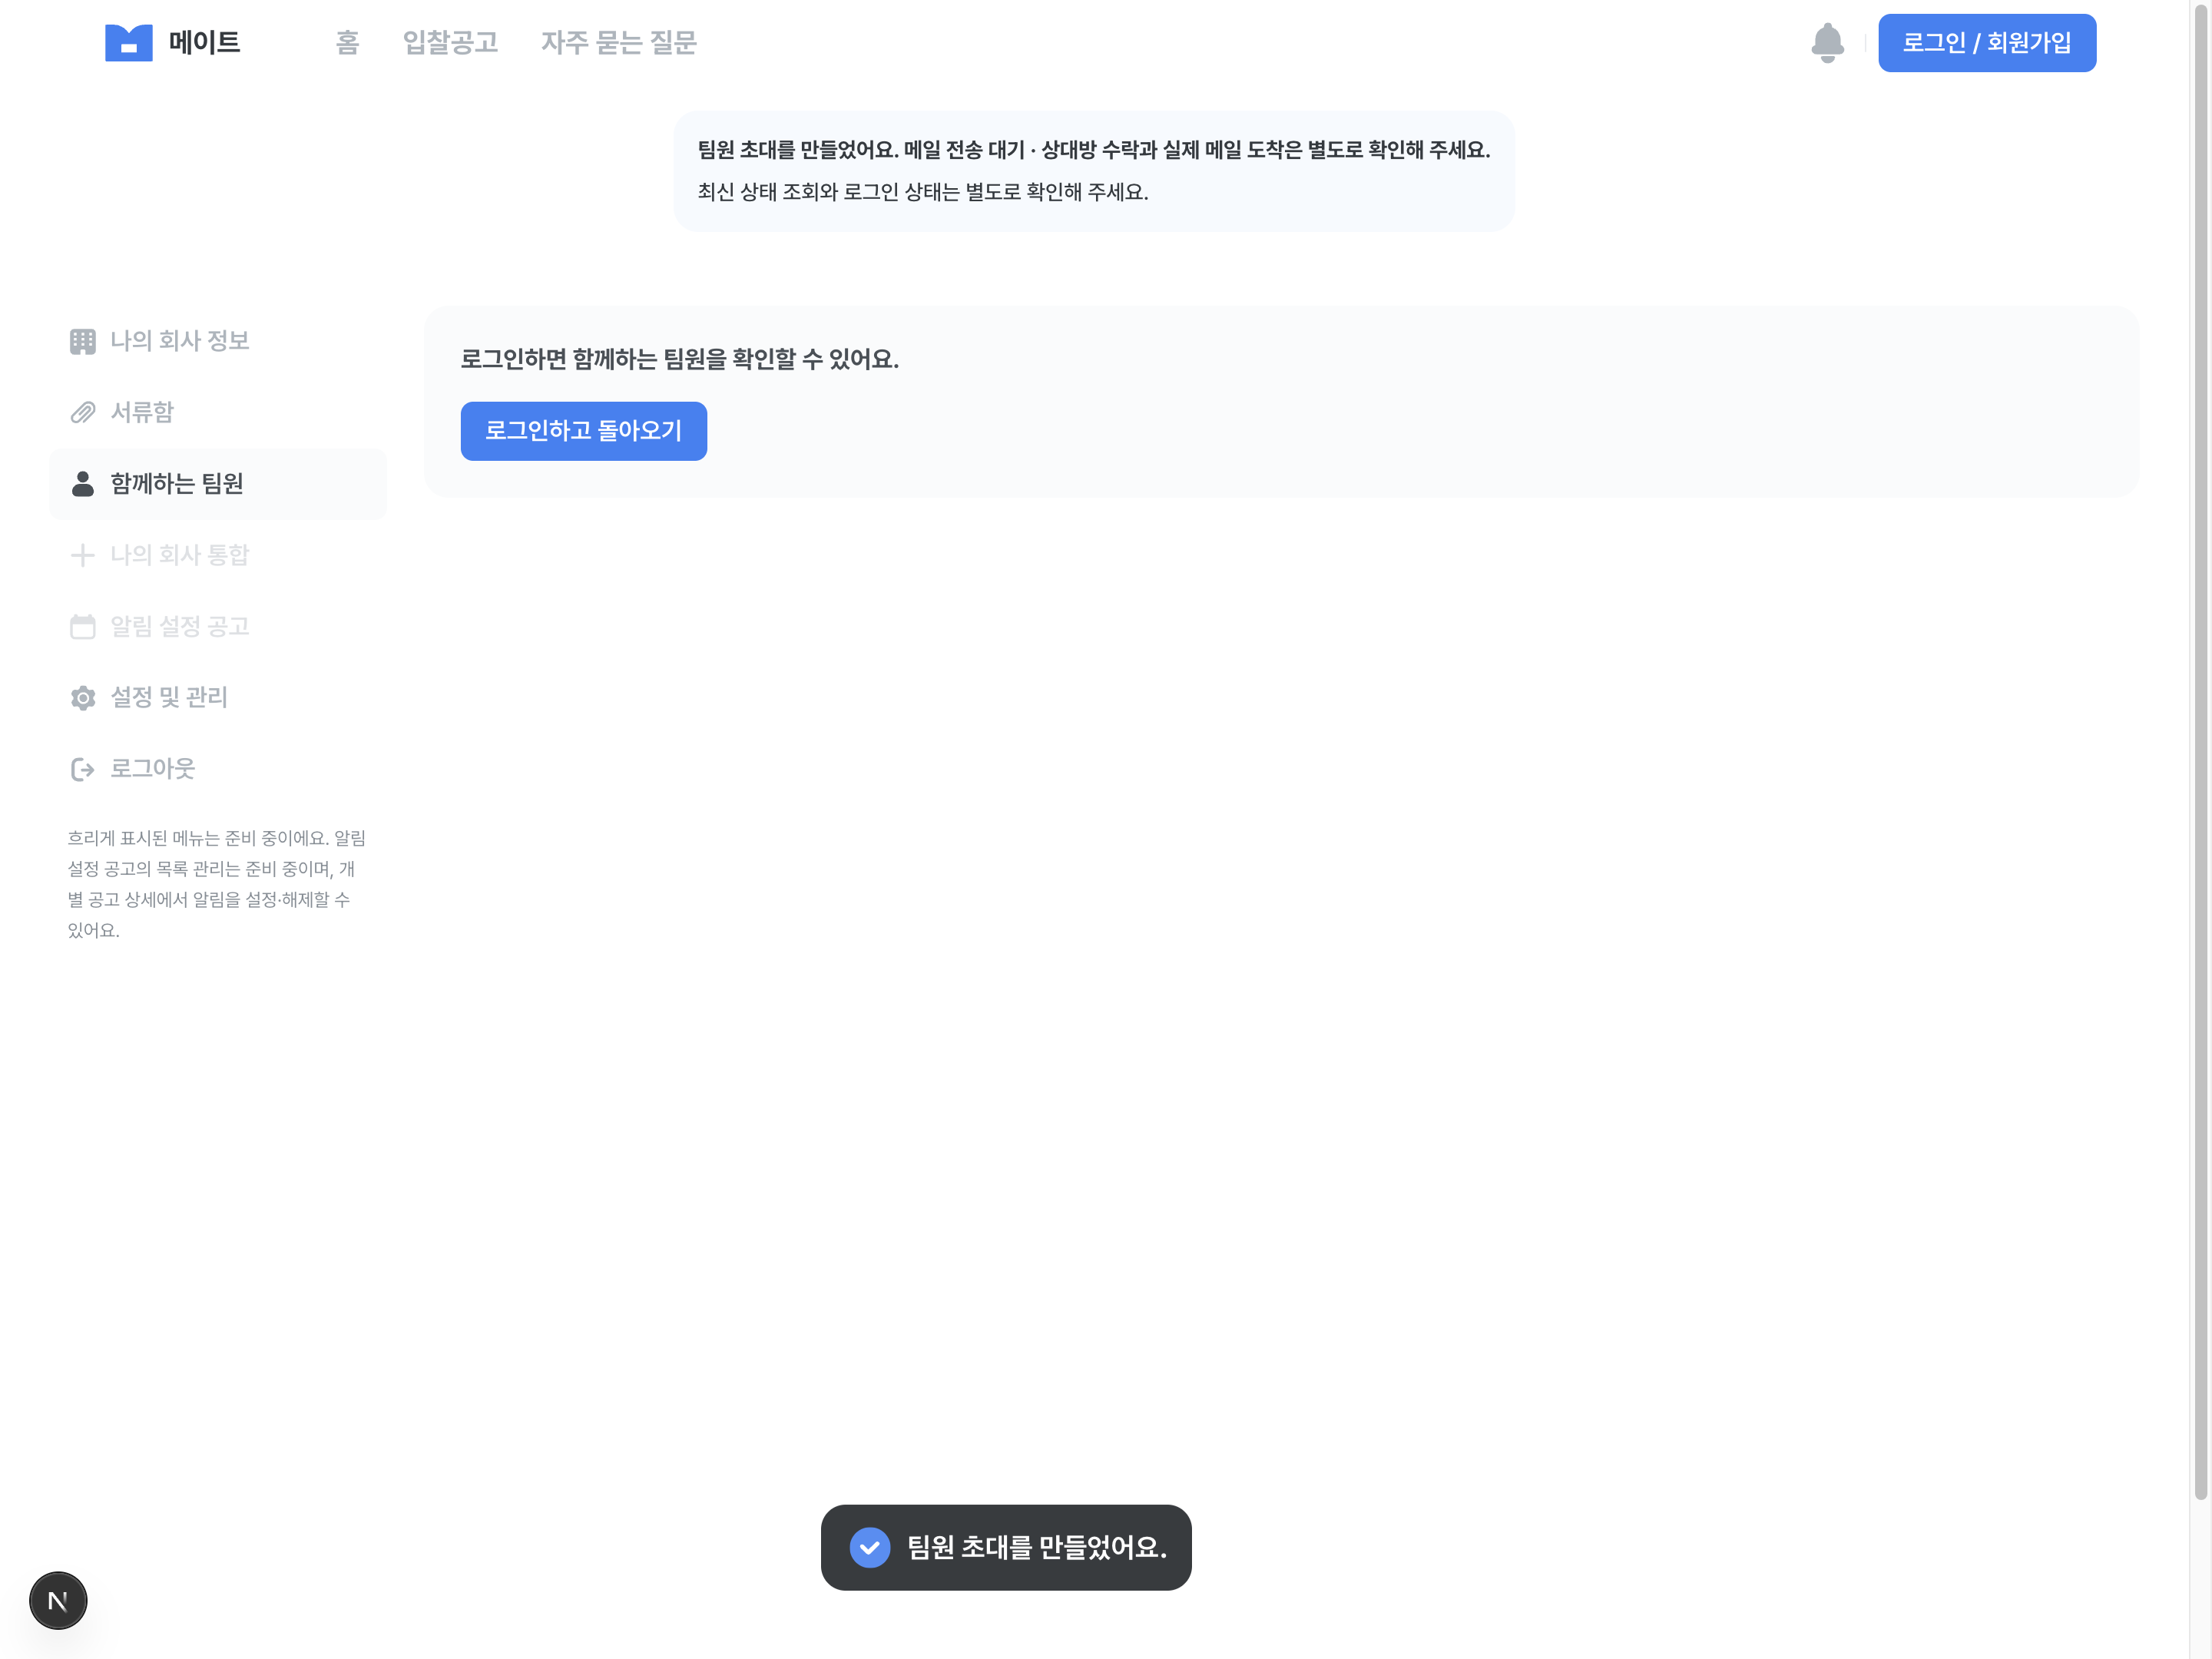 메이트
홈
입찰공고
자주 묻는 질문
로그인 / 회원가입
팀원 초대를 만들었어요. 메일 전송 대기 · 상대방 수락과 실제 메일 도착은 별도로 확인해 주세요.
최신 상태 조회와 로그인 상태는 별도로 확인해 주세요.
나의 회사 정보
서류함
함께하는 팀원
나의 회사 통합
알림 설정 공고
설정 및 관리
로그아웃
흐리게 표시된 메뉴는 준비 중이에요. 알림
설정 공고의 목록 관리는 준비 중이며, 개
별 공고 상세에서 알림을 설정·해제할 수
있어요.
로그인하면 함께하는 팀원을 확인할 수 있어요.
로그인하고 돌아오기
팀원 초대를 만들었어요.
N